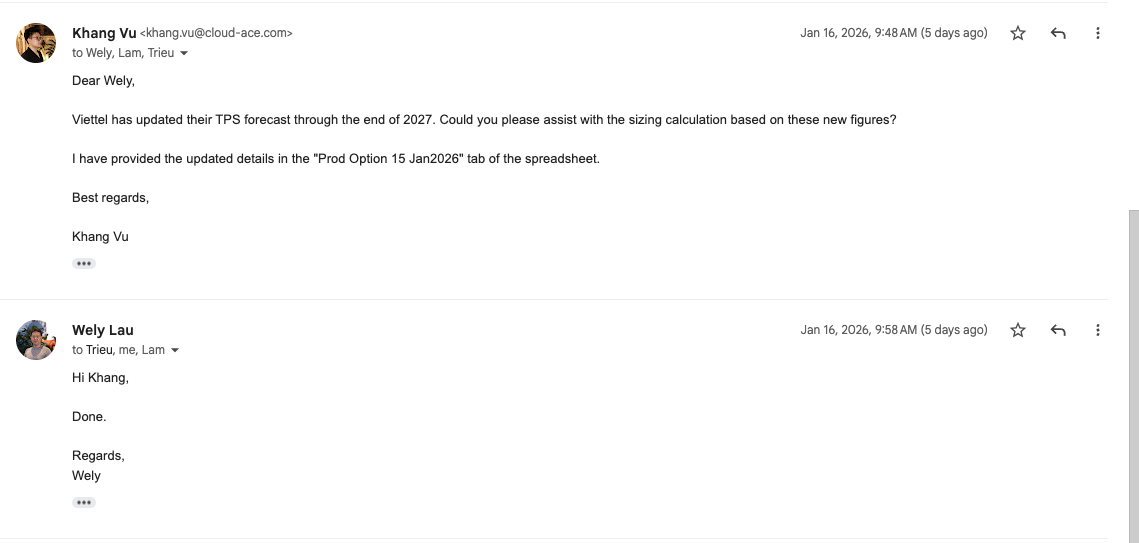 Khang Vu <khang.vu@cloud-ace.com>
Jan 16, 2026, 9:48 AM (5 days ago)
to Wely, Lam, Trieu
Dear Wely,
Viettel has updated their TPS forecast through the end of 2027. Could you please assist with the sizing calculation based on these new figures?
I have provided the updated details in the "Prod Option 15 Jan2026" tab of the spreadsheet.
Best regards,
Khang Vu
Wely Lau
Jan 16, 2026, 9:58 AM (5 days ago)
to Trieu, me, Lam
Hi Khang,
Done.
Regards,
Wely